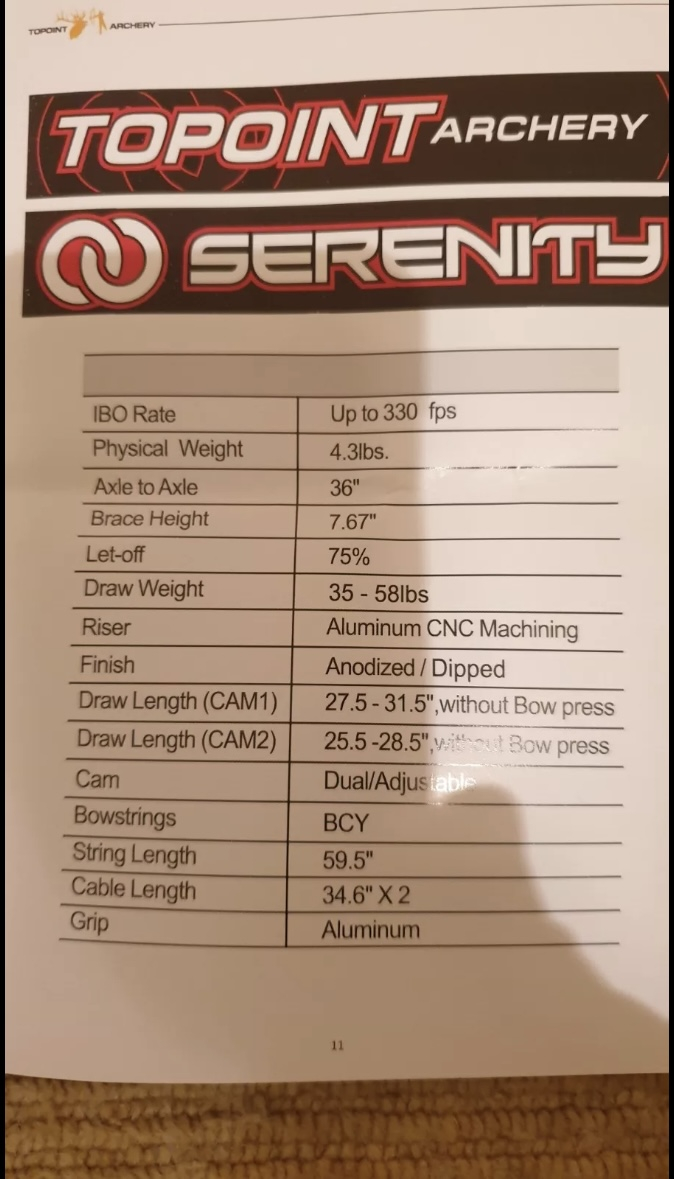 TOPOINT ARCHERY
TOPOINT ARCHERY
SERENITY
IBO Rate Up to 330 fps
Physical Weight 4.3lbs.
Axle to Axle 36"
Brace Height 7.67"
Let-off 75%
Draw Weight 35 - 58lbs
Riser Aluminum CNC Machining
Finish Anodized / Dipped
Draw Length (CAM1) 27.5 - 31.5",without Bow press
Draw Length (CAM2) 25.5 -28.5",without Bow press
Cam Dual/Adjustable
Bowstrings BCY
String Length 59.5"
Cable Length 34.6" X 2
Grip Aluminum
11